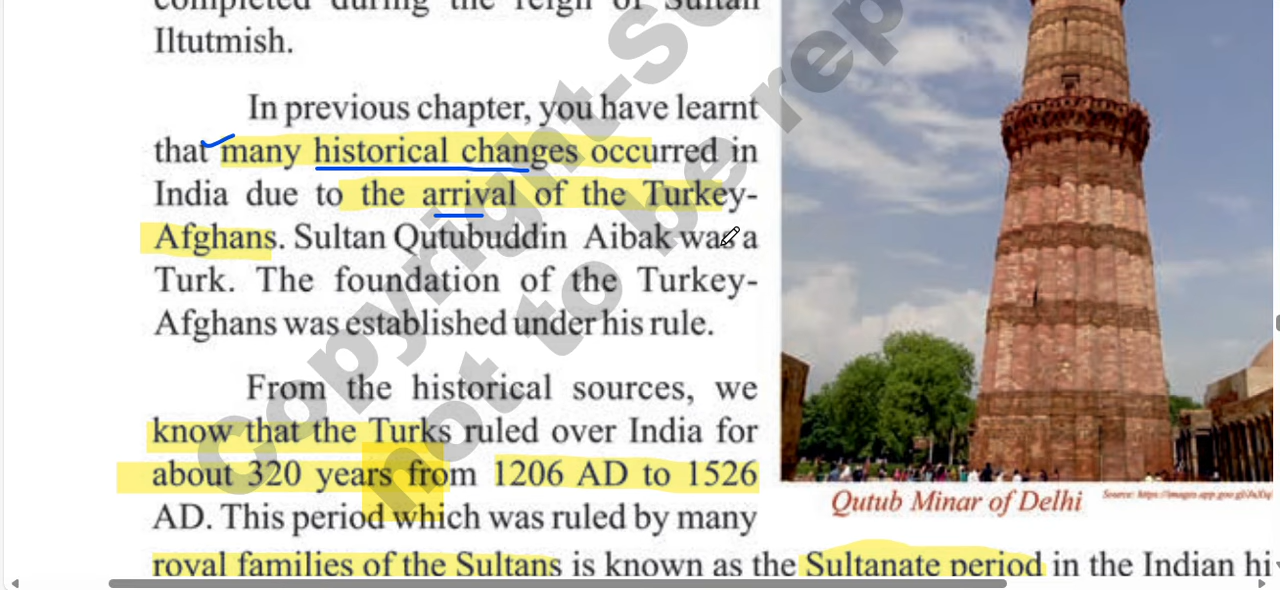 completed during the reign of Sultan
Iltutmish.
In previous chapter, you have learnt
that many historical changes occurred in
India due to the arrival of the Turkey-
Afghans. Sultan Qutubuddin Aibak was a
Turk. The foundation of the Turkey-
Afghans was established under his rule.
From the historical sources, we
know that the Turks ruled over India for
about 320 years from 1206 AD to 1526
AD. This period which was ruled by many
royal families of the Sultans is known as the Sultanate period in the Indian hi
Qutub Minar of Delhi
not to be rep